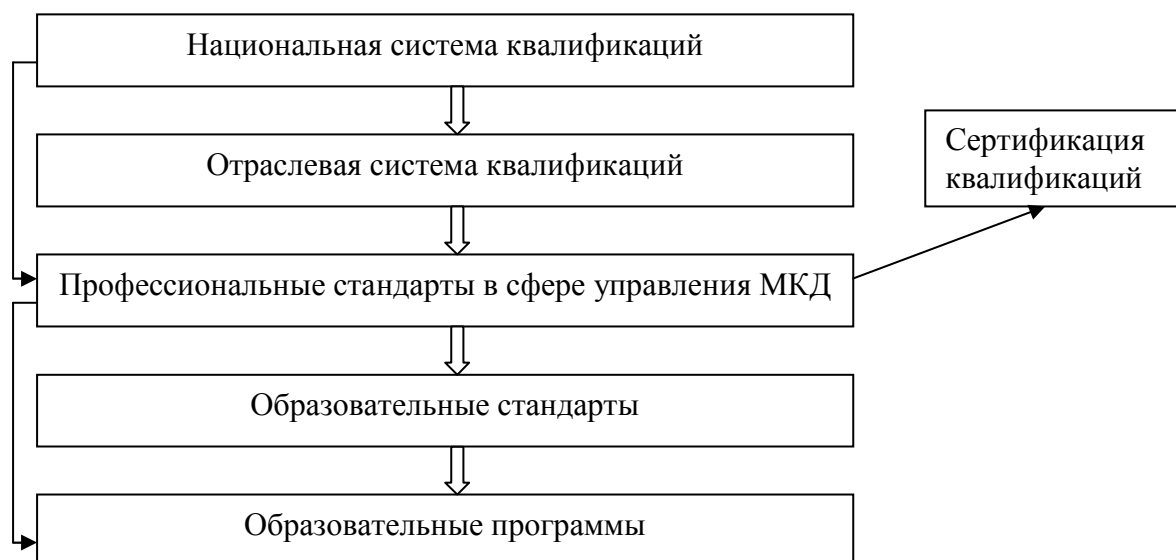 Национальная система квалификаций
Отраслевая система квалификаций
Сертификация
квалификаций
Профессиональные стандарты в сфере управления МКД
Образовательные стандарты
Образовательные программы